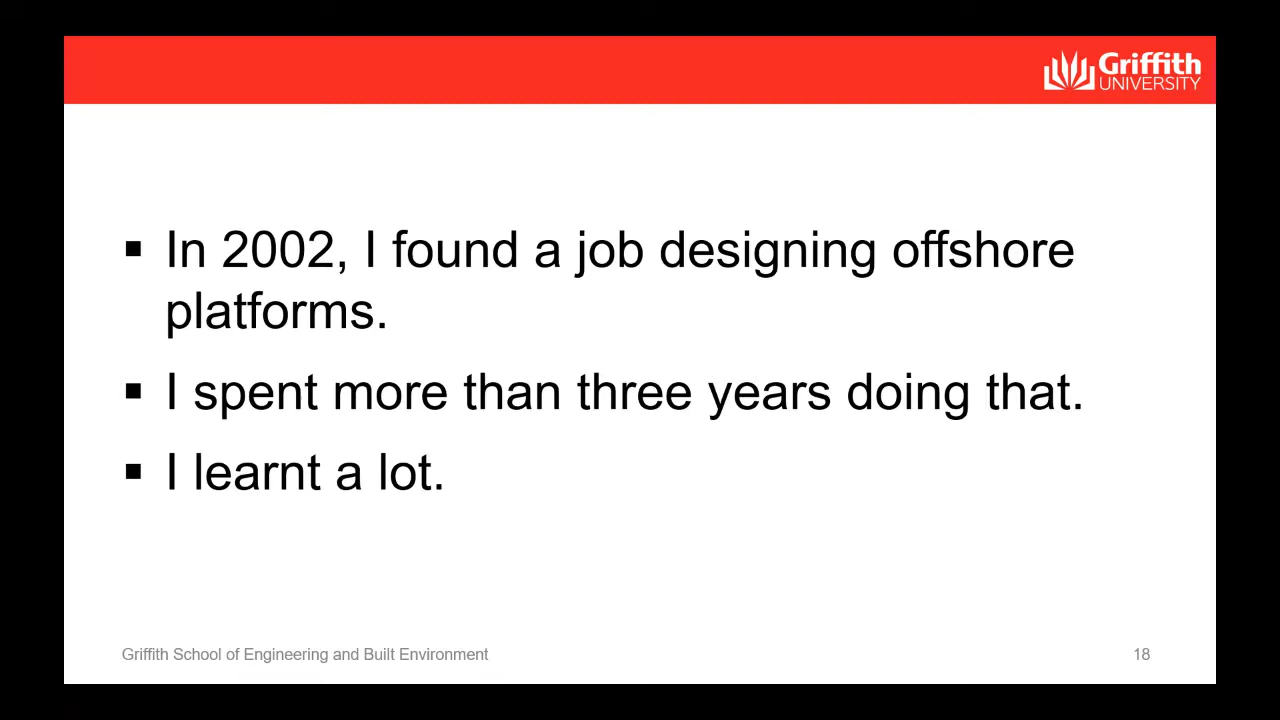 Griffith
UNIVERSITY
▪ In 2002, I found a job designing offshore
platforms.
▪ I spent more than three years doing that.
▪ I learnt a lot.
Griffith School of Engineering and Built Environment
18